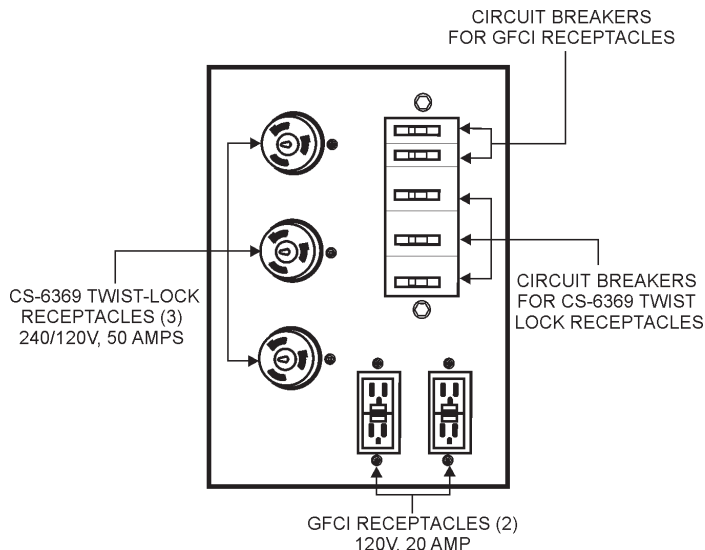 CIRCUIT BREAKERS
FOR GFCI RECEPTACLES
CS-6369 TWIST-LOCK
RECEPTACLES (3)
240/120V, 50 AMPS
CIRCUIT BREAKERS
FOR CS-6369 TWIST
LOCK RECEPTACLES
GFCI RECEPTACLES (2)
120V, 20 AMP